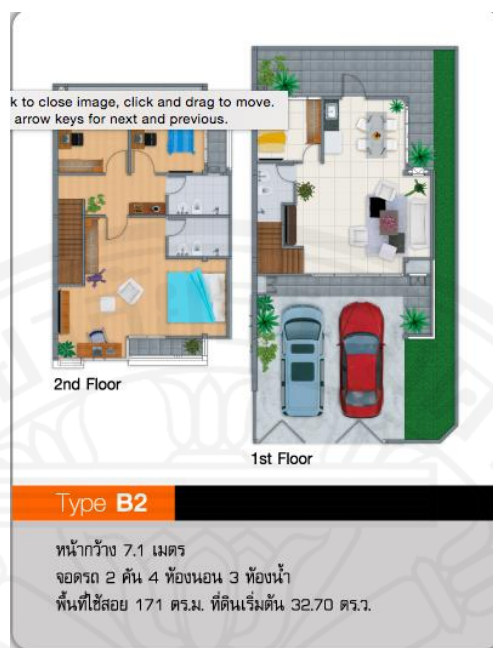 k to close image, click and drag to move.
arrow keys for next and previous.
2nd Floor
1st Floor
Type B2
หน้ากว้าง 7.1 เมตร
จอดรถ 2 คัน 4 ห้องนอน 3 ห้องน้ำ
พื้นที่ใช้สอย 171 ตร.ม. ที่ดินเริ่มต้น 32.70 ตร.ว.